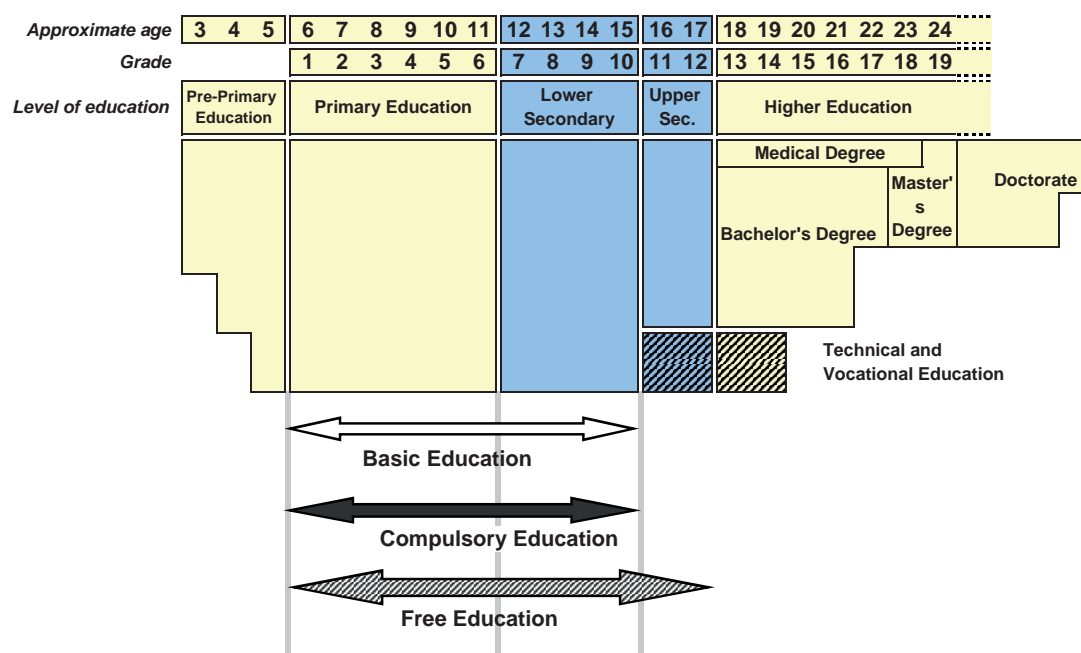 Approximate age 3 4 5 6 7 8 9 10 11 12 13 14 15 16 17 18 19 20 21 22 23 24
Grade 1 2 3 4 5 6 7 8 9 10 11 12 13 14 15 16 17 18 19
Level of education
Pre-Primary
Education
Primary Education
Lower
Secondary
Upper
Sec.
Higher Education
Medical Degree
Master'
s
Degree
Doctorate
Bachelor's Degree
Technical and
Vocational Education
Basic Education
Compulsory Education
Free Education